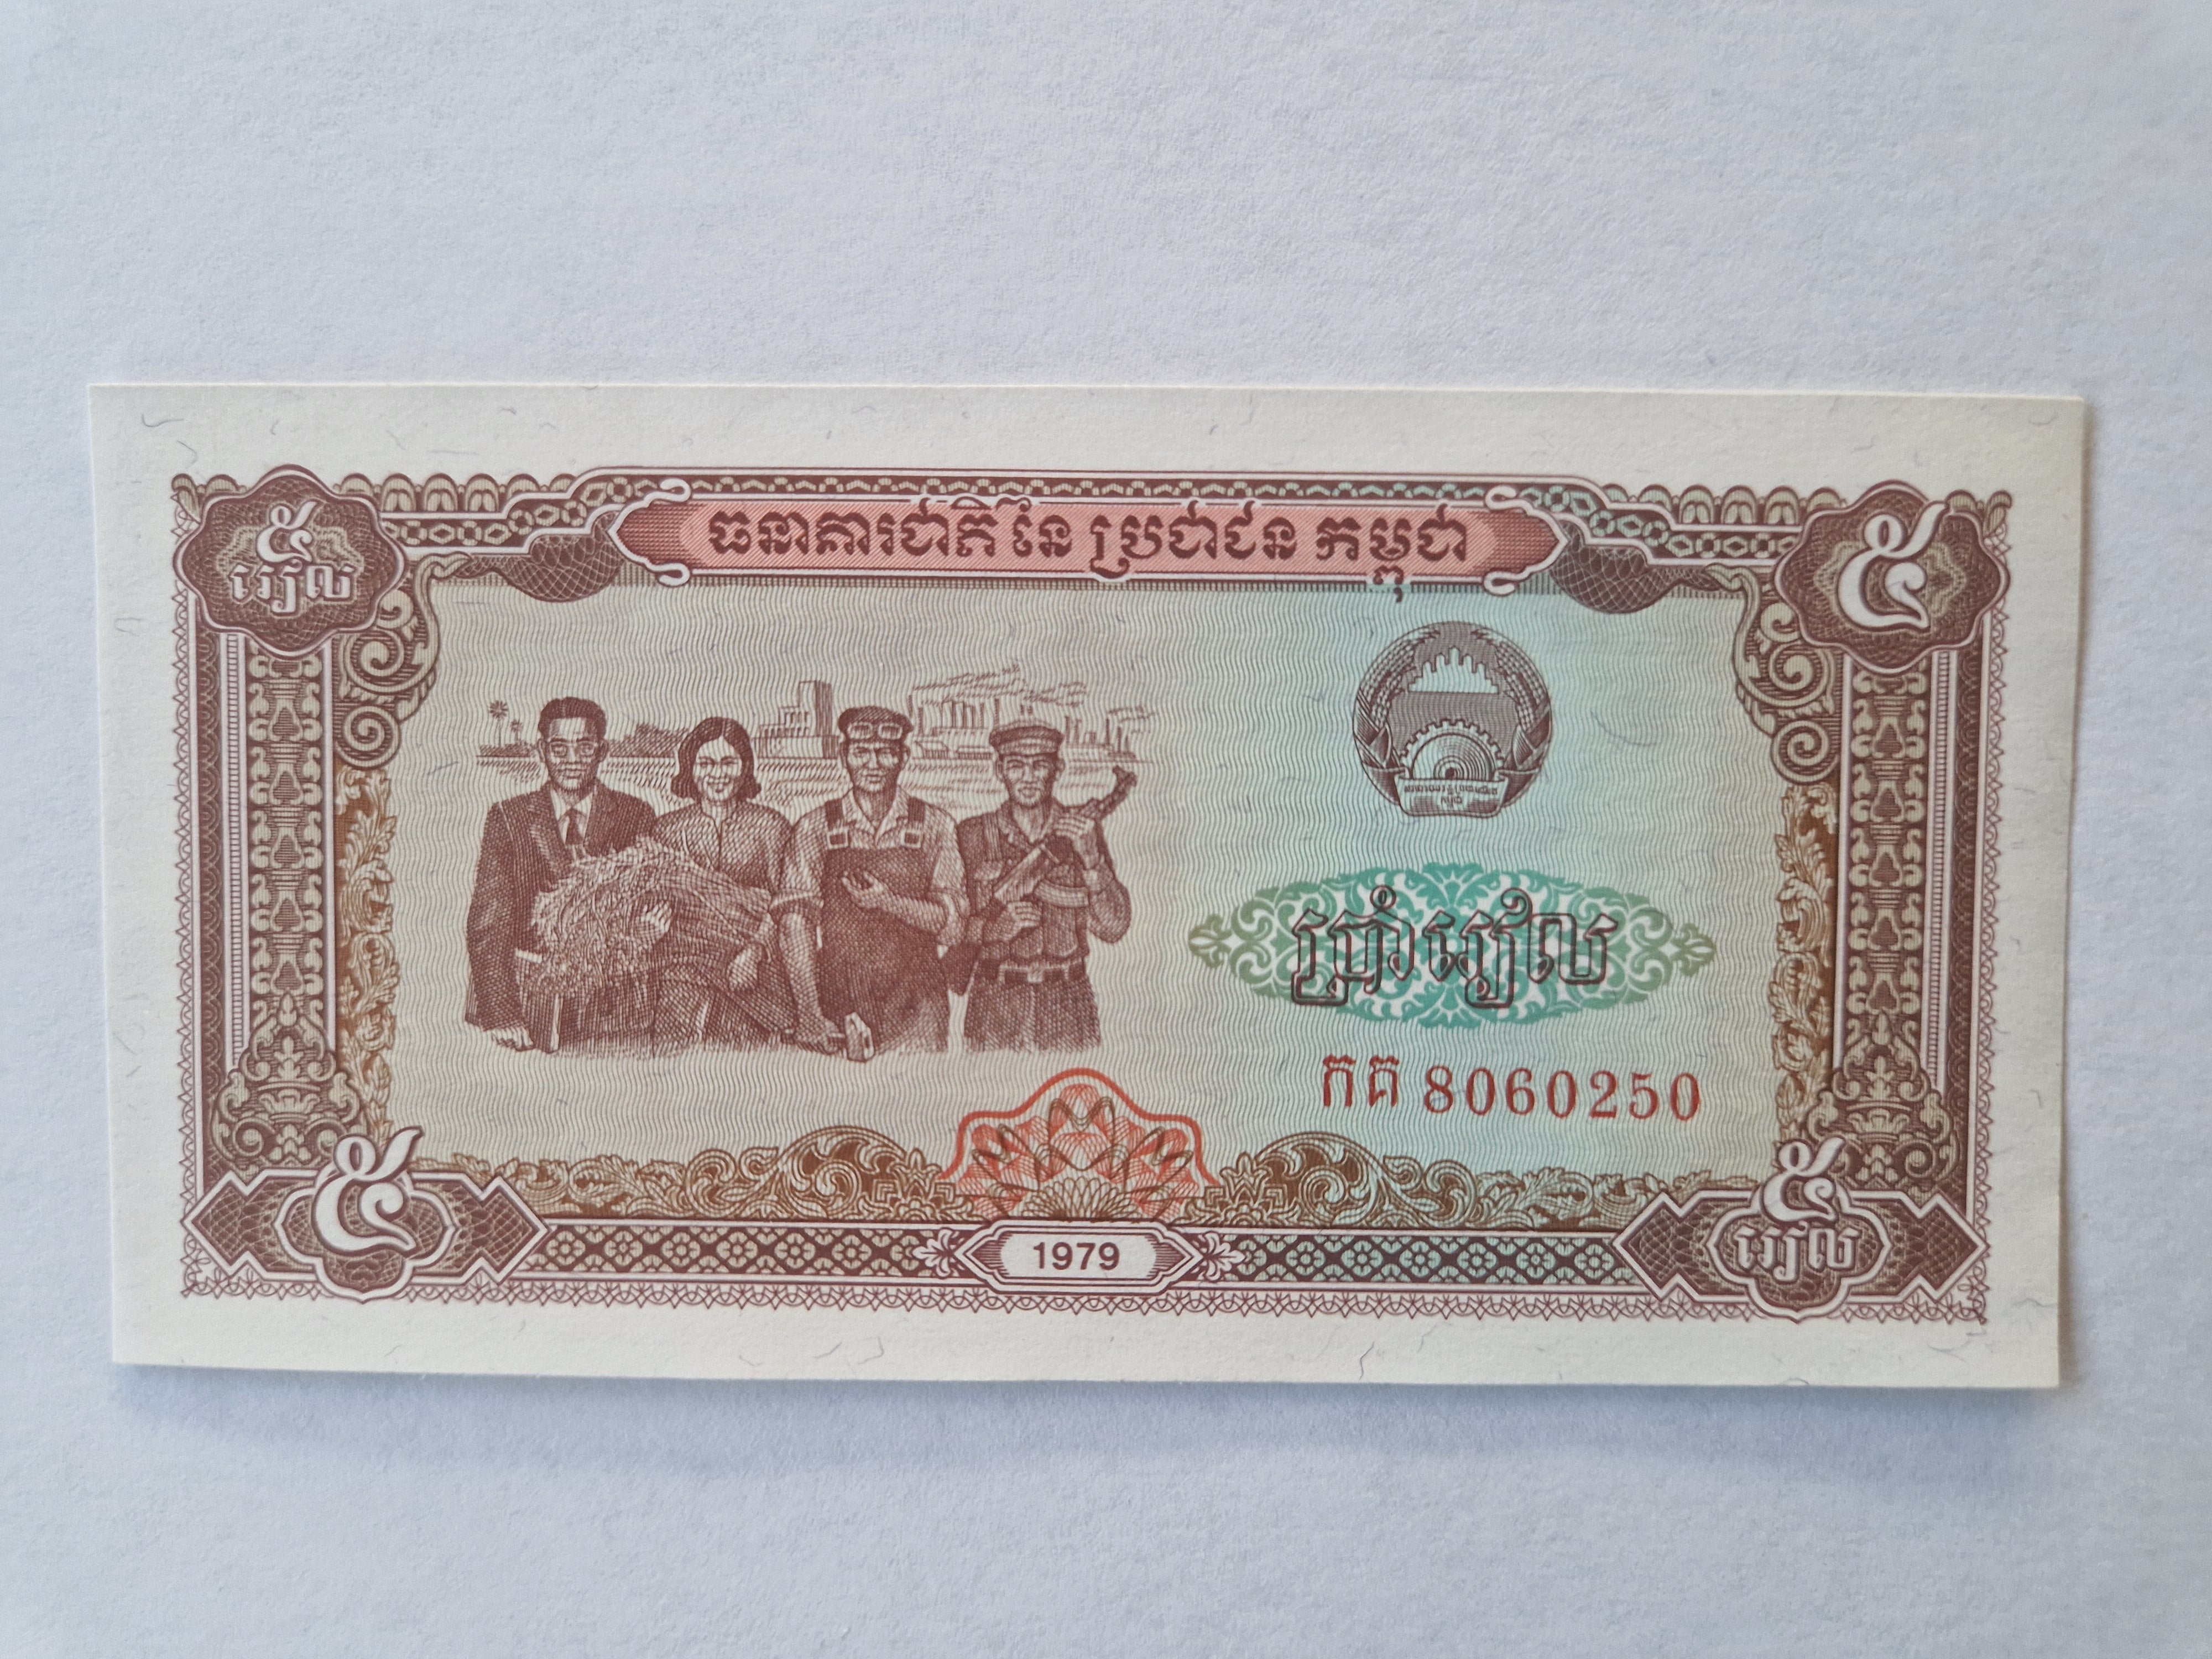 ធនាគារជាតិ នៃ ប្រជាជន កម្ពុជា
៥
រៀល
៥
ប្រាំរៀល
កគ 8060250
៥
1979
៥
រៀល